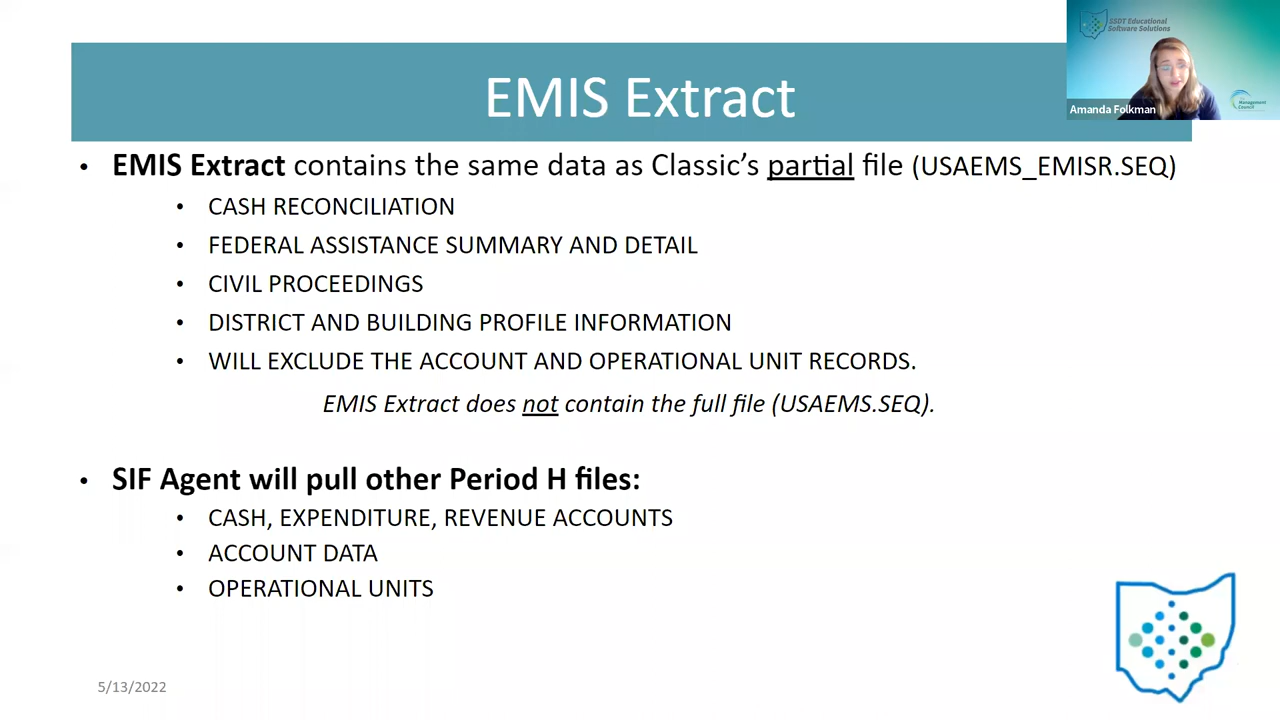 SSDT Educational
Software Solutions
Amanda Folkman
Management
Council
EMIS Extract
• EMIS Extract contains the same data as Classic's partial file (USAEMS_EMISR.SEQ)
• CASH RECONCILIATION
• FEDERAL ASSISTANCE SUMMARY AND DETAIL
• CIVIL PROCEEDINGS
• DISTRICT AND BUILDING PROFILE INFORMATION
• WILL EXCLUDE THE ACCOUNT AND OPERATIONAL UNIT RECORDS.
EMIS Extract does not contain the full file (USAEMS.SEQ).
• SIF Agent will pull other Period H files:
• CASH, EXPENDITURE, REVENUE ACCOUNTS
• ACCOUNT DATA
• OPERATIONAL UNITS
5/13/2022